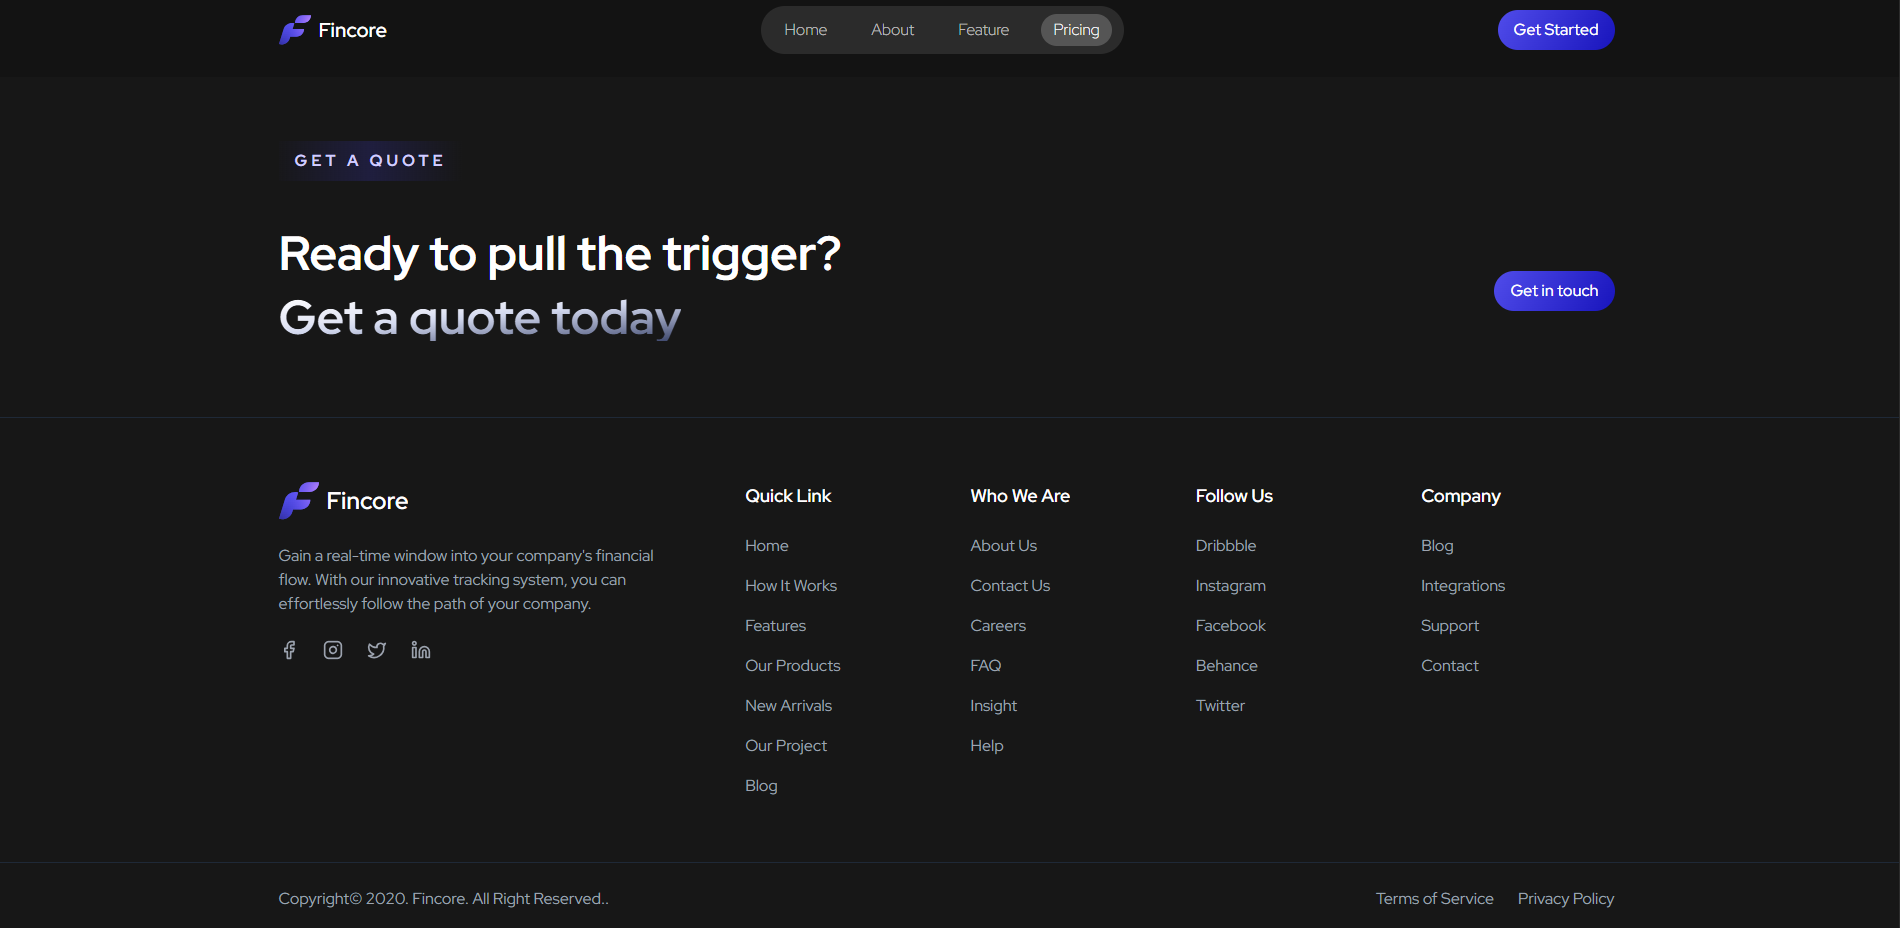 Fincore
Home About Feature Pricing
Get Started
GET A QUOTE
Ready to pull the trigger?
Get a quote today
Get in touch
Fincore
Gain a real-time window into your company's financial
flow. With our innovative tracking system, you can
effortlessly follow the path of your company.
Quick Link
Home
How It Works
Features
Our Products
New Arrivals
Our Project
Blog
Who We Are
About Us
Contact Us
Careers
FAQ
Insight
Help
Follow Us
Dribbble
Instagram
Facebook
Behance
Twitter
Company
Blog
Integrations
Support
Contact
Copyright© 2020. Fincore. All Right Reserved..
Terms of Service Privacy Policy